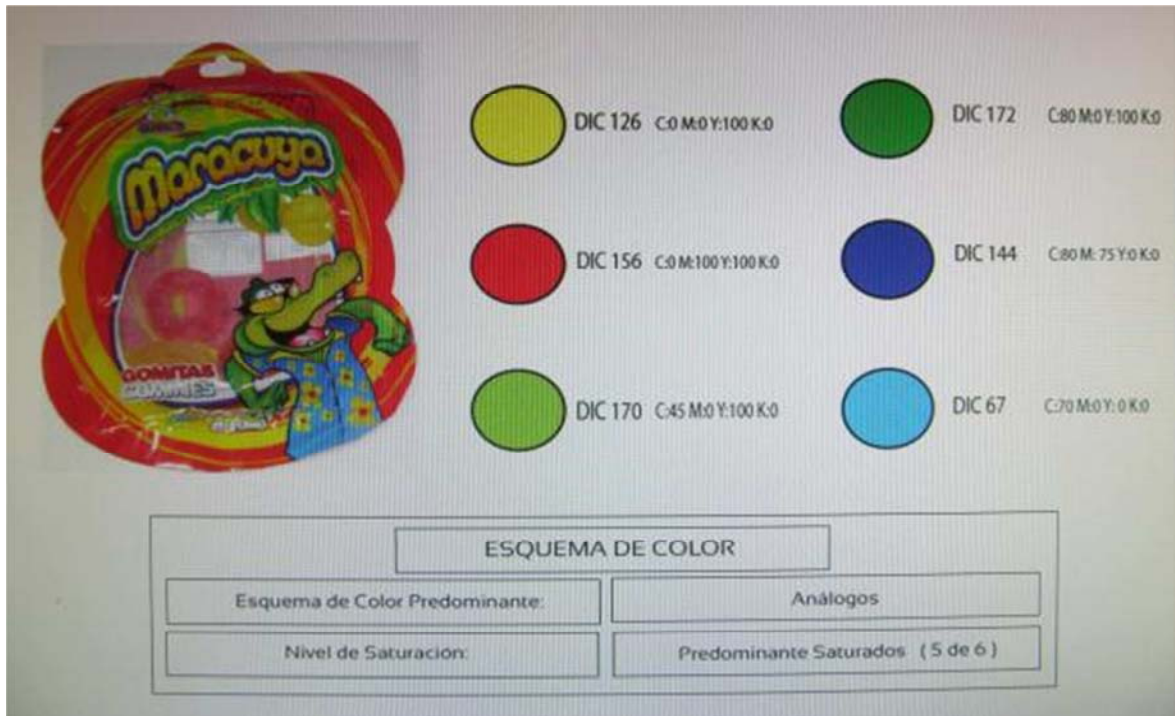 Maracuya
GOMITAS
GUMMIES
DIC 126 C:0 M:0 Y:100 K:0
DIC 172 C:80 M:0 Y:100 K:0
DIC 156 C:0 M:100 Y:100 K:0
DIC 144 C:80 M: 75 Y:0 K:0
DIC 170 C:45 M:0 Y:100 K:0
DIC 67 C:70 M:0 Y: 0 K:0
ESQUEMA DE COLOR
Esquema de Color Predominante: Análogos
Nivel de Saturación: Predominante Saturados ( 5 de 6 )